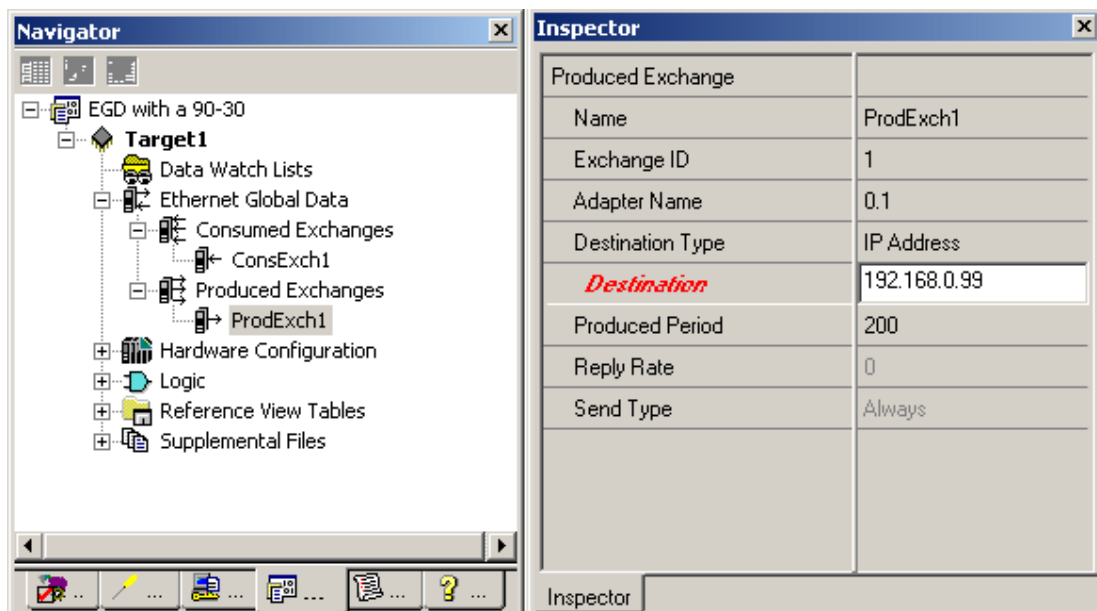 Navigator
EGD with a 90-30
Target1
Data Watch Lists
Ethernet Global Data
Consumed Exchanges
ConsExch1
Produced Exchanges
ProdExch1
Hardware Configuration
Logic
Reference View Tables
Supplemental Files
.. ... ... ... ... ...
Inspector
Produced Exchange
Name ProdExch1
Exchange ID 1
Adapter Name 0.1
Destination Type IP Address
Destination 192.168.0.99
Produced Period 200
Reply Rate 0
Send Type Always
Inspector